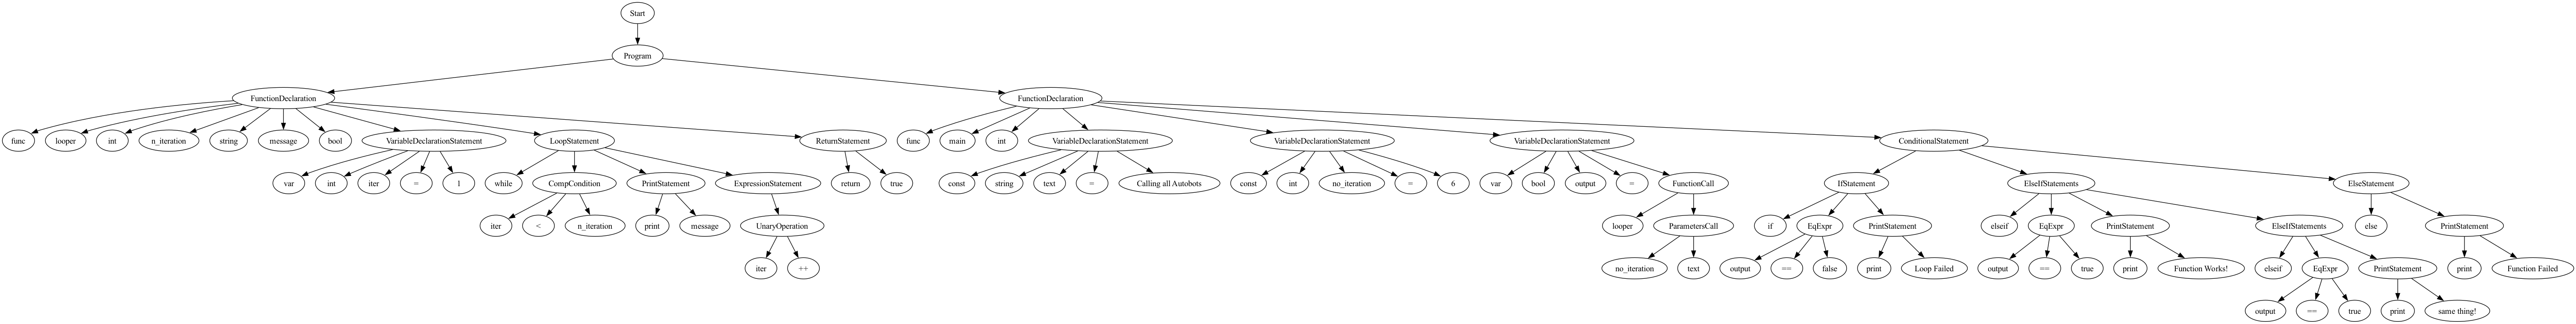 Start
Program
FunctionDeclaration FunctionDeclaration
func looper int n_iteration string message bool VariableDeclarationStatement LoopStatement ReturnStatement func main int VariableDeclarationStatement VariableDeclarationStatement VariableDeclarationStatement ConditionalStatement
var int iter = 1 while CompCondition PrintStatement ExpressionStatement return true const string text = Calling all Autobots const int no_iteration = 6 var bool output = FunctionCall IfStatement ElseIfStatements ElseStatement
iter < n_iteration print message UnaryOperation looper ParametersCall if EqExpr PrintStatement elseif EqExpr PrintStatement ElseIfStatements else PrintStatement
iter ++ no_iteration text output == false print Loop Failed output == true print Function Works! elseif EqExpr PrintStatement print Function Failed
output == true print same thing!